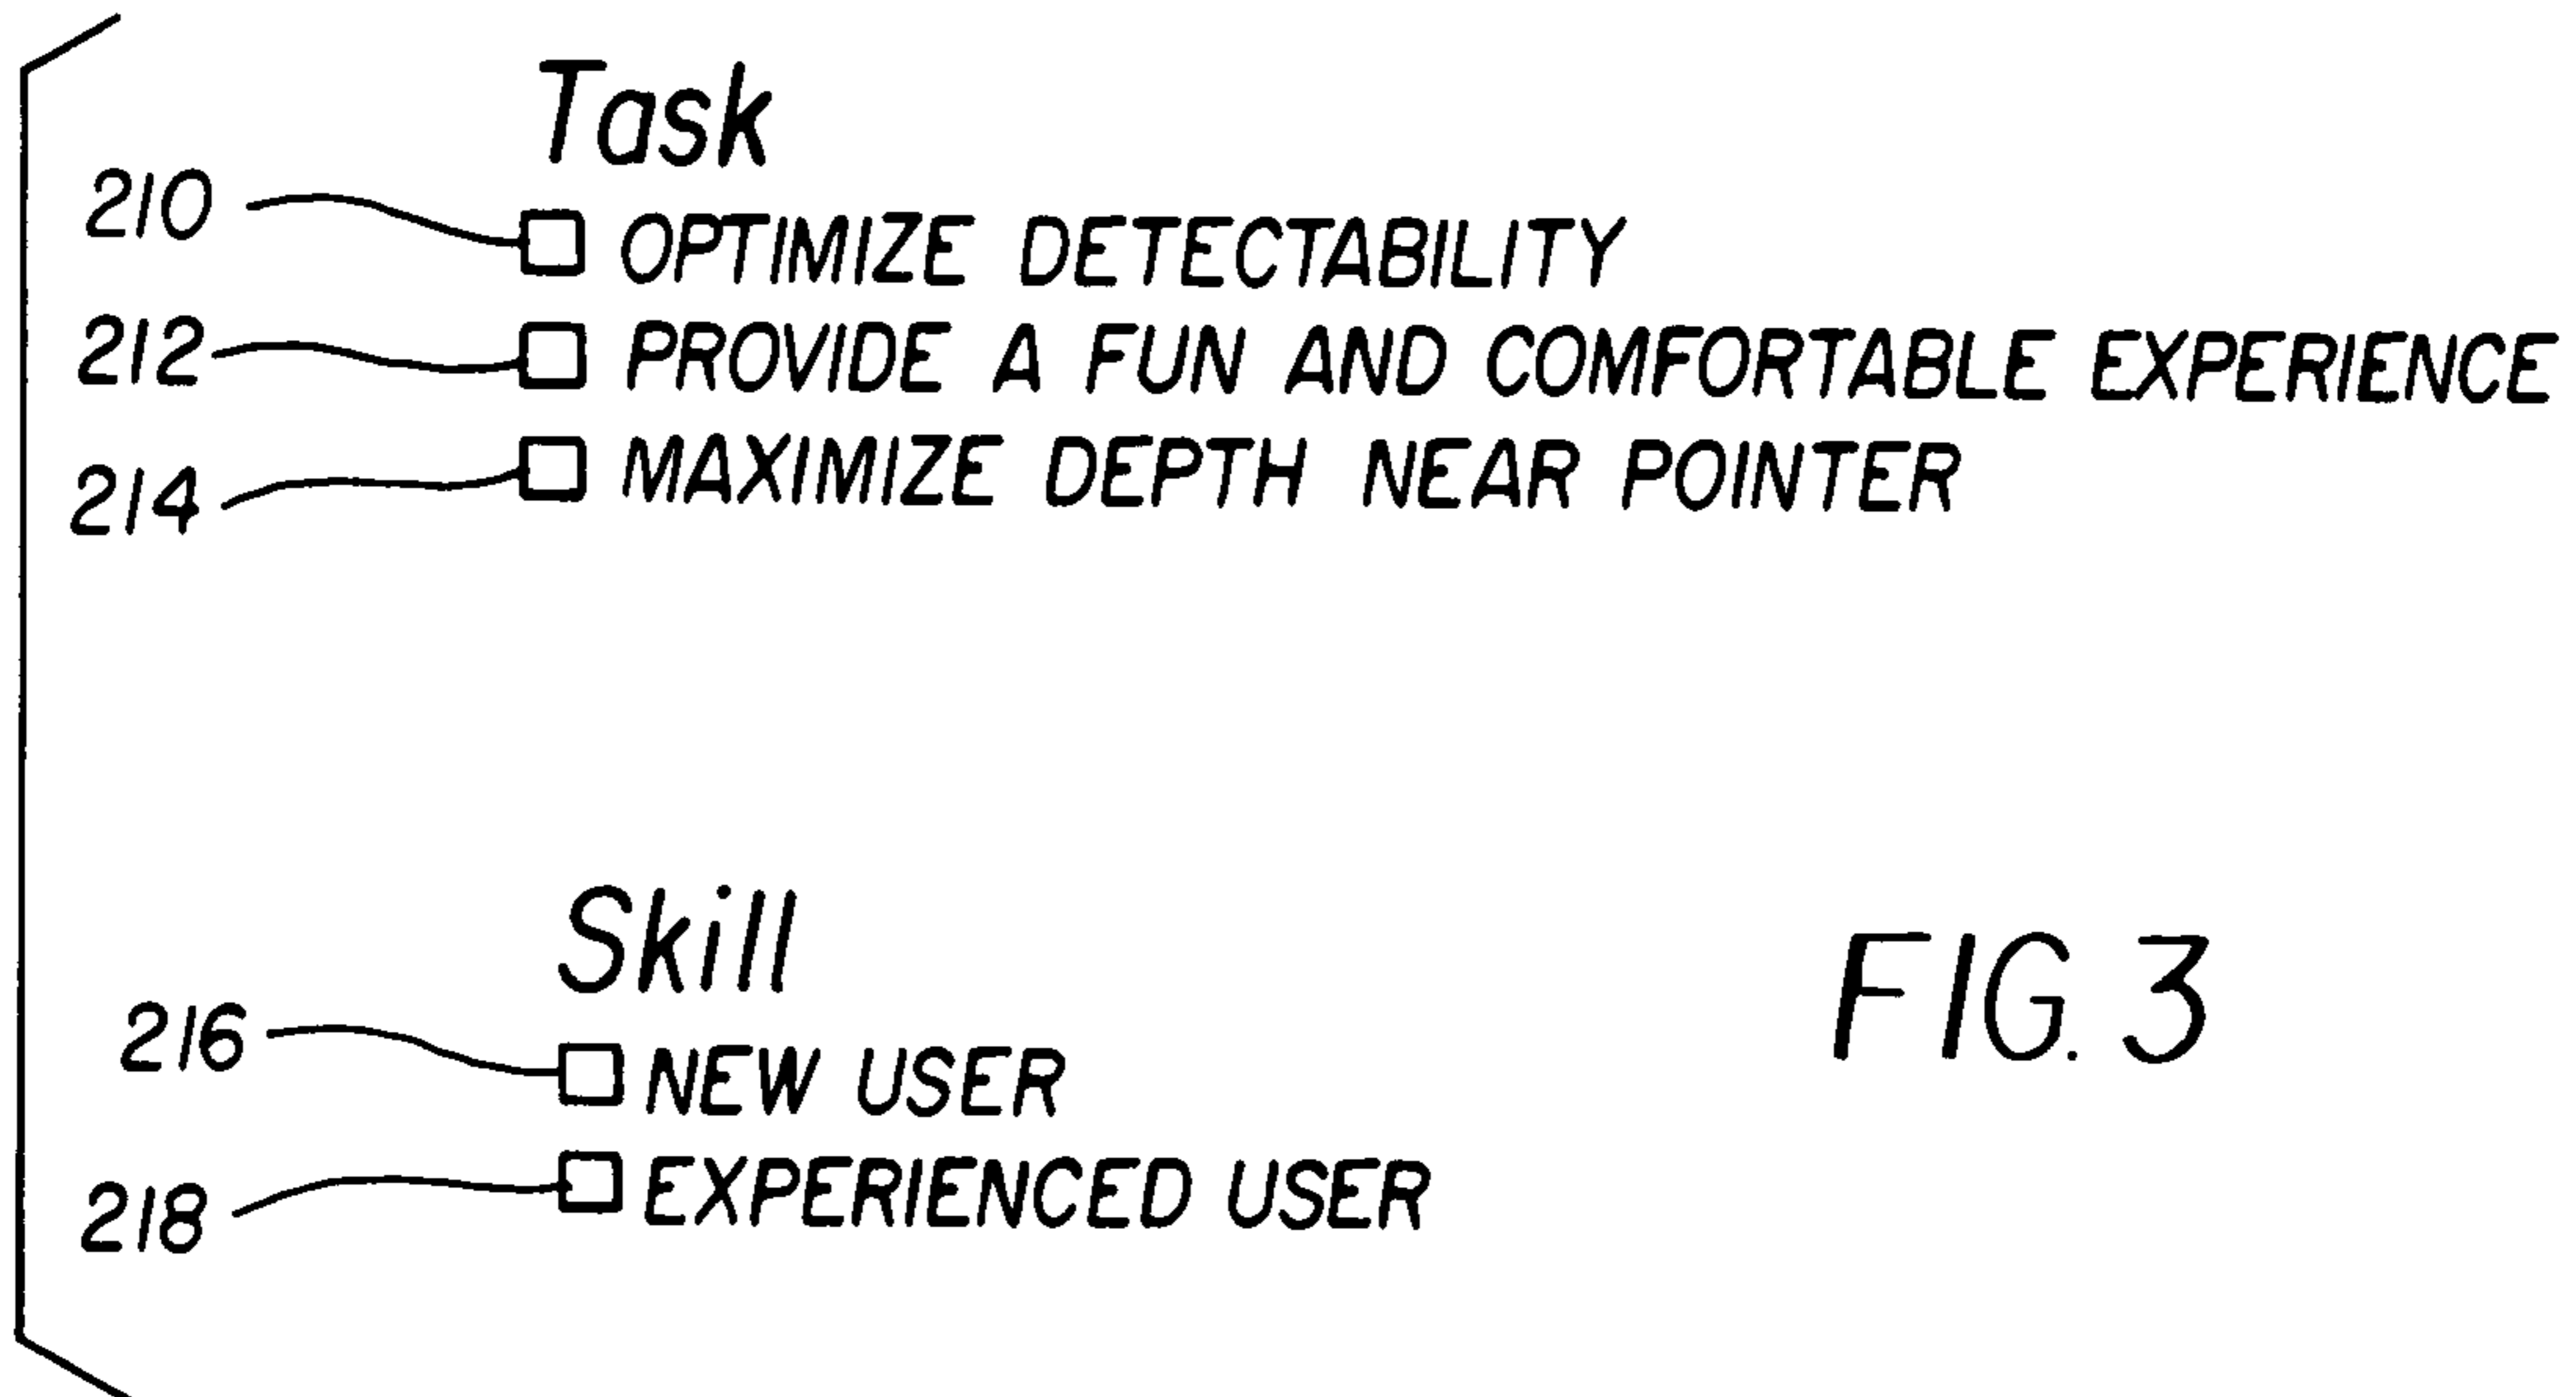 Task
210 OPTIMIZE DETECTABILITY
212 PROVIDE A FUN AND COMFORTABLE EXPERIENCE
214 MAXIMIZE DEPTH NEAR POINTER
Skill
216 NEW USER
218 EXPERIENCED USER
FIG. 3